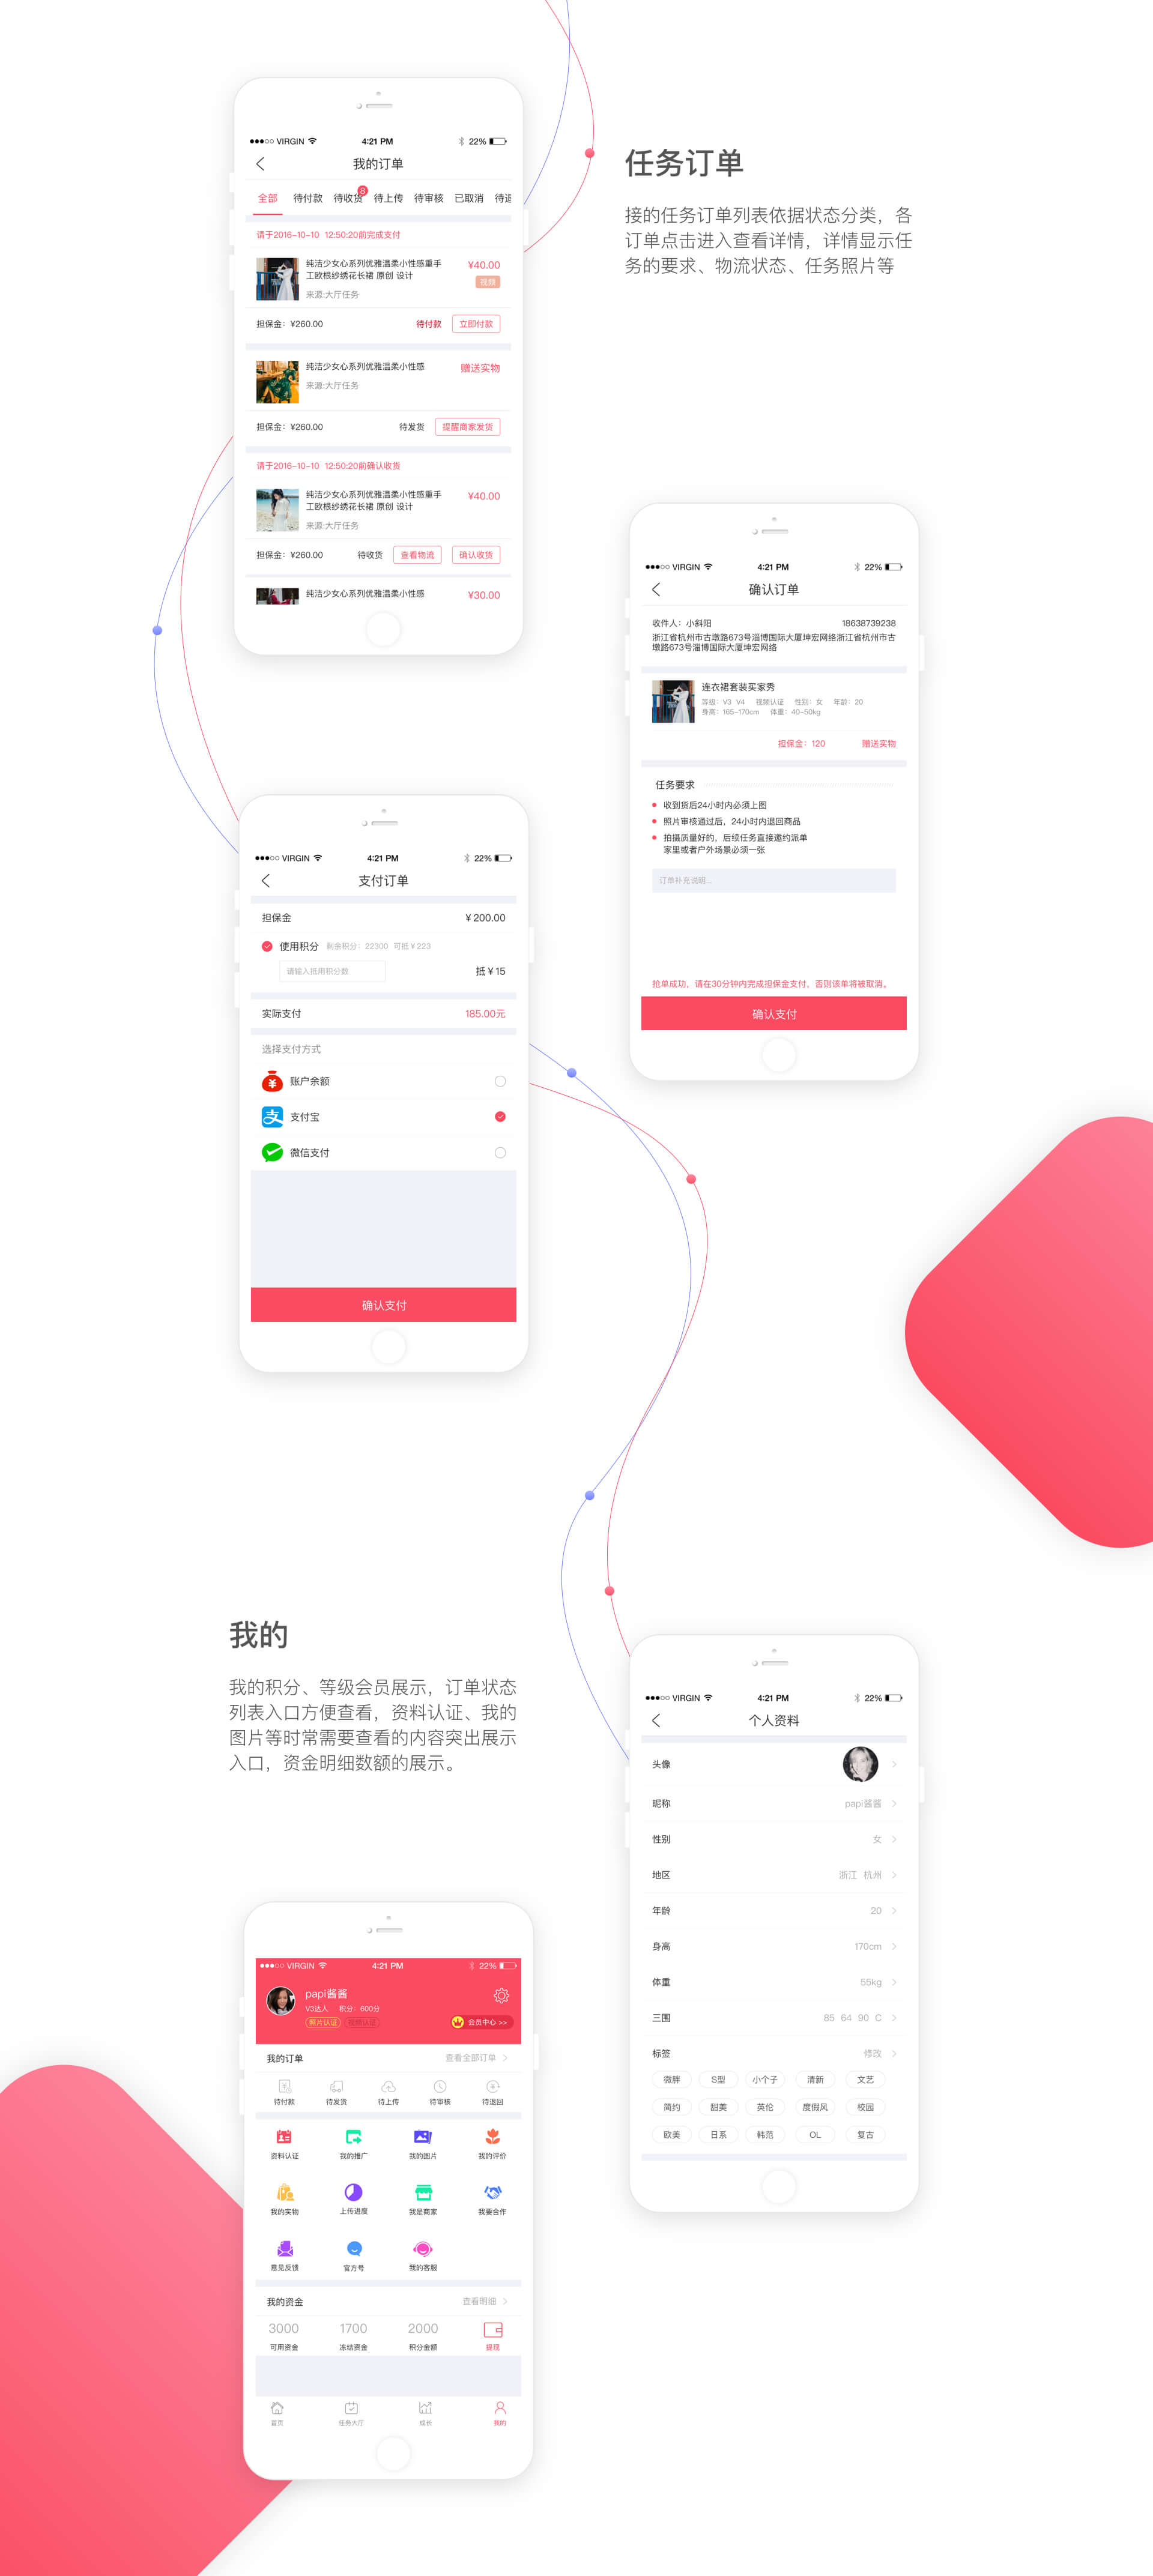 ●●●○○ VIRGIN 4:21 PM 22%
我的订单
全部 待付款 待收货 8 待上传 待审核 已取消 待退
请于2016-10-10 12:50:20前完成支付
纯洁少女心系列优雅温柔小性感重手 ¥40.00
工欧根纱绣花长裙 原创 设计 视频
来源:大厅任务
担保金：¥260.00 待付款 立即付款
纯洁少女心系列优雅温柔小性感 赠送实物
来源:大厅任务
担保金：¥260.00 待发货 提醒商家发货
请于2016-10-10 12:50:20前确认收货
纯洁少女心系列优雅温柔小性感重手 ¥40.00
工欧根纱绣花长裙 原创 设计
来源:大厅任务
担保金：¥260.00 待收货 查看物流 确认收货
纯洁少女心系列优雅温柔小性感 ¥30.00
任务订单
接的任务订单列表依据状态分类，各
订单点击进入查看详情，详情显示任
务的要求、物流状态、任务照片等
●●●○○ VIRGIN 4:21 PM 22%
确认订单
收件人：小斜阳 18638739238
浙江省杭州市古墩路673号淄博国际大厦坤宏网络浙江省杭州市古
墩路673号淄博国际大厦坤宏网络
连衣裙套装买家秀
等级：V3 V4 视频认证 性别：女 年龄：20
身高：165-170cm 体重：40-50kg
担保金：120 赠送实物
任务要求
收到货后24小时内必须上图
照片审核通过后，24小时内退回商品
拍摄质量好的，后续任务直接邀约派单
家里或者户外场景必须一张
订单补充说明...
抢单成功，请在30分钟内完成担保金支付，否则该单将被取消。
确认支付
●●●○○ VIRGIN 4:21 PM 22%
支付订单
担保金 ¥200.00
使用积分 剩余积分：22300 可抵¥223
请输入抵用积分数 抵¥15
实际支付 185.00元
选择支付方式
账户余额
支 支付宝
微信支付
确认支付
我的
我的积分、等级会员展示，订单状态
列表入口方便查看，资料认证、我的
图片等时常需要查看的内容突出展示
入口，资金明细数额的展示。
●●●○○ VIRGIN 4:21 PM 22%
个人资料
头像
昵称 papi酱酱
性别 女
地区 浙江 杭州
年龄 20
身高 170cm
体重 55kg
三围 85 64 90 C
标签 修改
微胖 S型 小个子 清新 文艺
简约 甜美 英伦 度假风 校园
欧美 日系 韩范 OL 复古
●●●○○ VIRGIN 4:21 PM 22%
papi酱酱
V3达人 积分：600分
照片认证 视频认证 会员中心 >>
我的订单 查看全部订单
待付款 待发货 待上传 待审核 待退回
资料认证 我的推广 我的图片 我的评价
我的实物 上传进度 我是商家 我要合作
意见反馈 官方号 我的客服
我的资金 查看明细
3000 1700 2000
可用资金 冻结资金 积分金额 提现
首页 任务大厅 成长 我的